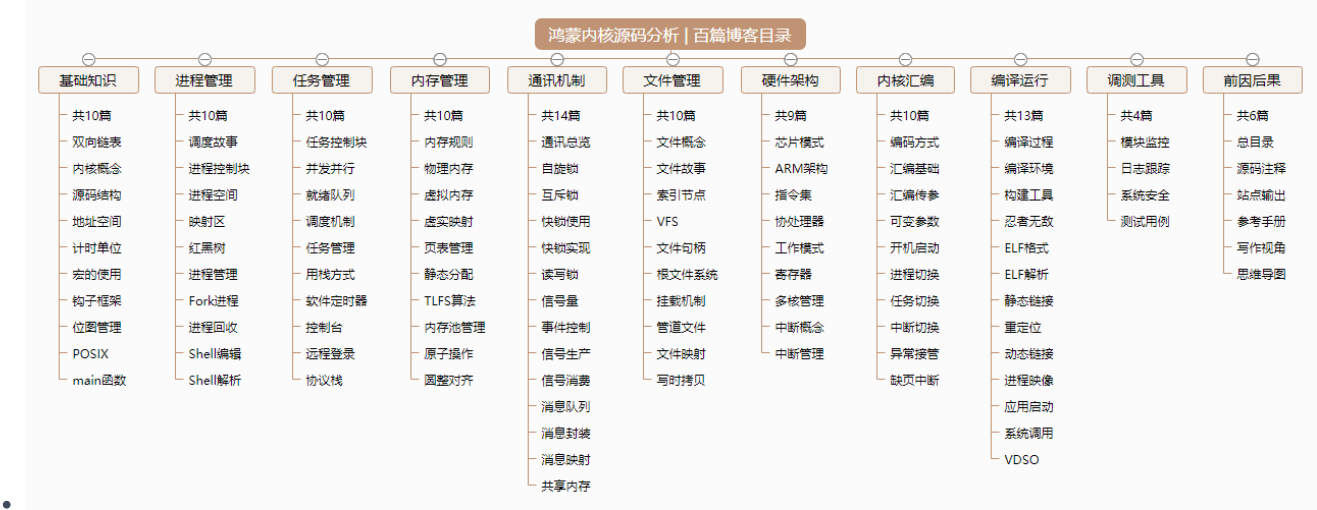 鸿蒙内核源码分析 | 百篇博客目录
基础知识
共10篇
双向链表
内核概念
源码结构
地址空间
计时单位
宏的使用
钩子框架
位图管理
POSIX
main函数
进程管理
共10篇
调度故事
进程控制块
进程空间
映射区
红黑树
进程管理
Fork进程
进程回收
Shell编辑
Shell解析
任务管理
共10篇
任务控制块
并发并行
就绪队列
调度机制
任务管理
用栈方式
软件定时器
控制台
远程登录
协议栈
内存管理
共10篇
内存规则
物理内存
虚拟内存
虚实映射
页表管理
静态分配
TLFS算法
内存池管理
原子操作
圆整对齐
通讯机制
共14篇
通讯总览
自旋锁
互斥锁
快锁使用
快锁实现
读写锁
信号量
事件控制
信号生产
信号消费
消息队列
消息封装
消息映射
共享内存
文件管理
共10篇
文件概念
文件故事
索引节点
VFS
文件句柄
根文件系统
挂载机制
管道文件
文件映射
写时拷贝
硬件架构
共9篇
芯片模式
ARM架构
指令集
协处理器
工作模式
寄存器
多核管理
中断概念
中断管理
内核汇编
共10篇
编码方式
汇编基础
汇编传参
可变参数
开机启动
进程切换
任务切换
中断切换
异常接管
缺页中断
编译运行
共13篇
编译过程
编译环境
构建工具
忍者无敌
ELF格式
ELF解析
静态链接
重定位
动态链接
进程映像
应用启动
系统调用
VDSO
调测工具
共4篇
模块监控
日志跟踪
系统安全
测试用例
前因后果
共6篇
总目录
源码注释
站点输出
参考手册
写作视角
思维导图